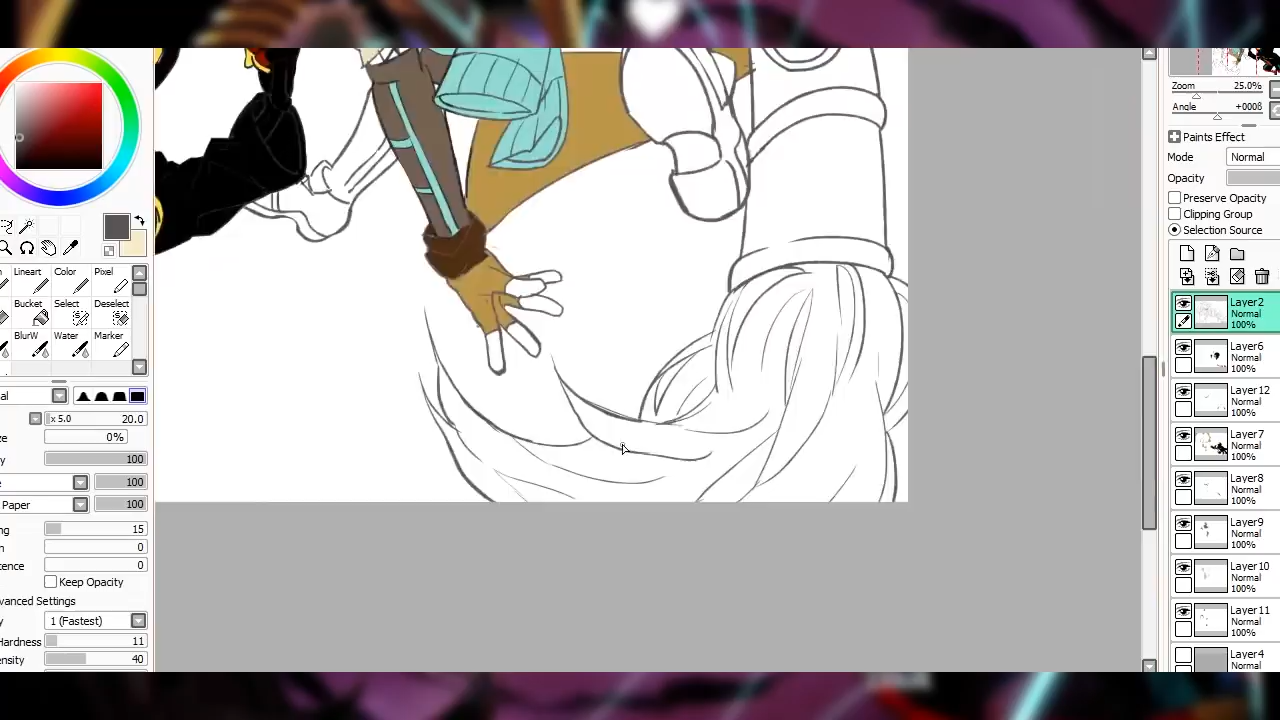 Zoom 25.0%
Angle +0008
Paints Effect
Mode Normal
Opacity
Preserve Opacity
Clipping Group
Selection Source
Lineart Color Pixel
Bucket Select Deselect
BlurW Water Marker
x 5.0 20.0
0%
100
100
Paper 100
15
0
0
Keep Opacity
1 (Fastest)
Hardness 11
40
Layer2
Normal
100%
Layer6
Normal
100%
Layer12
Normal
100%
Layer7
Normal
100%
Layer8
Normal
100%
Layer9
Normal
100%
Layer10
Normal
100%
Layer11
Normal
100%
Layer4
Normal